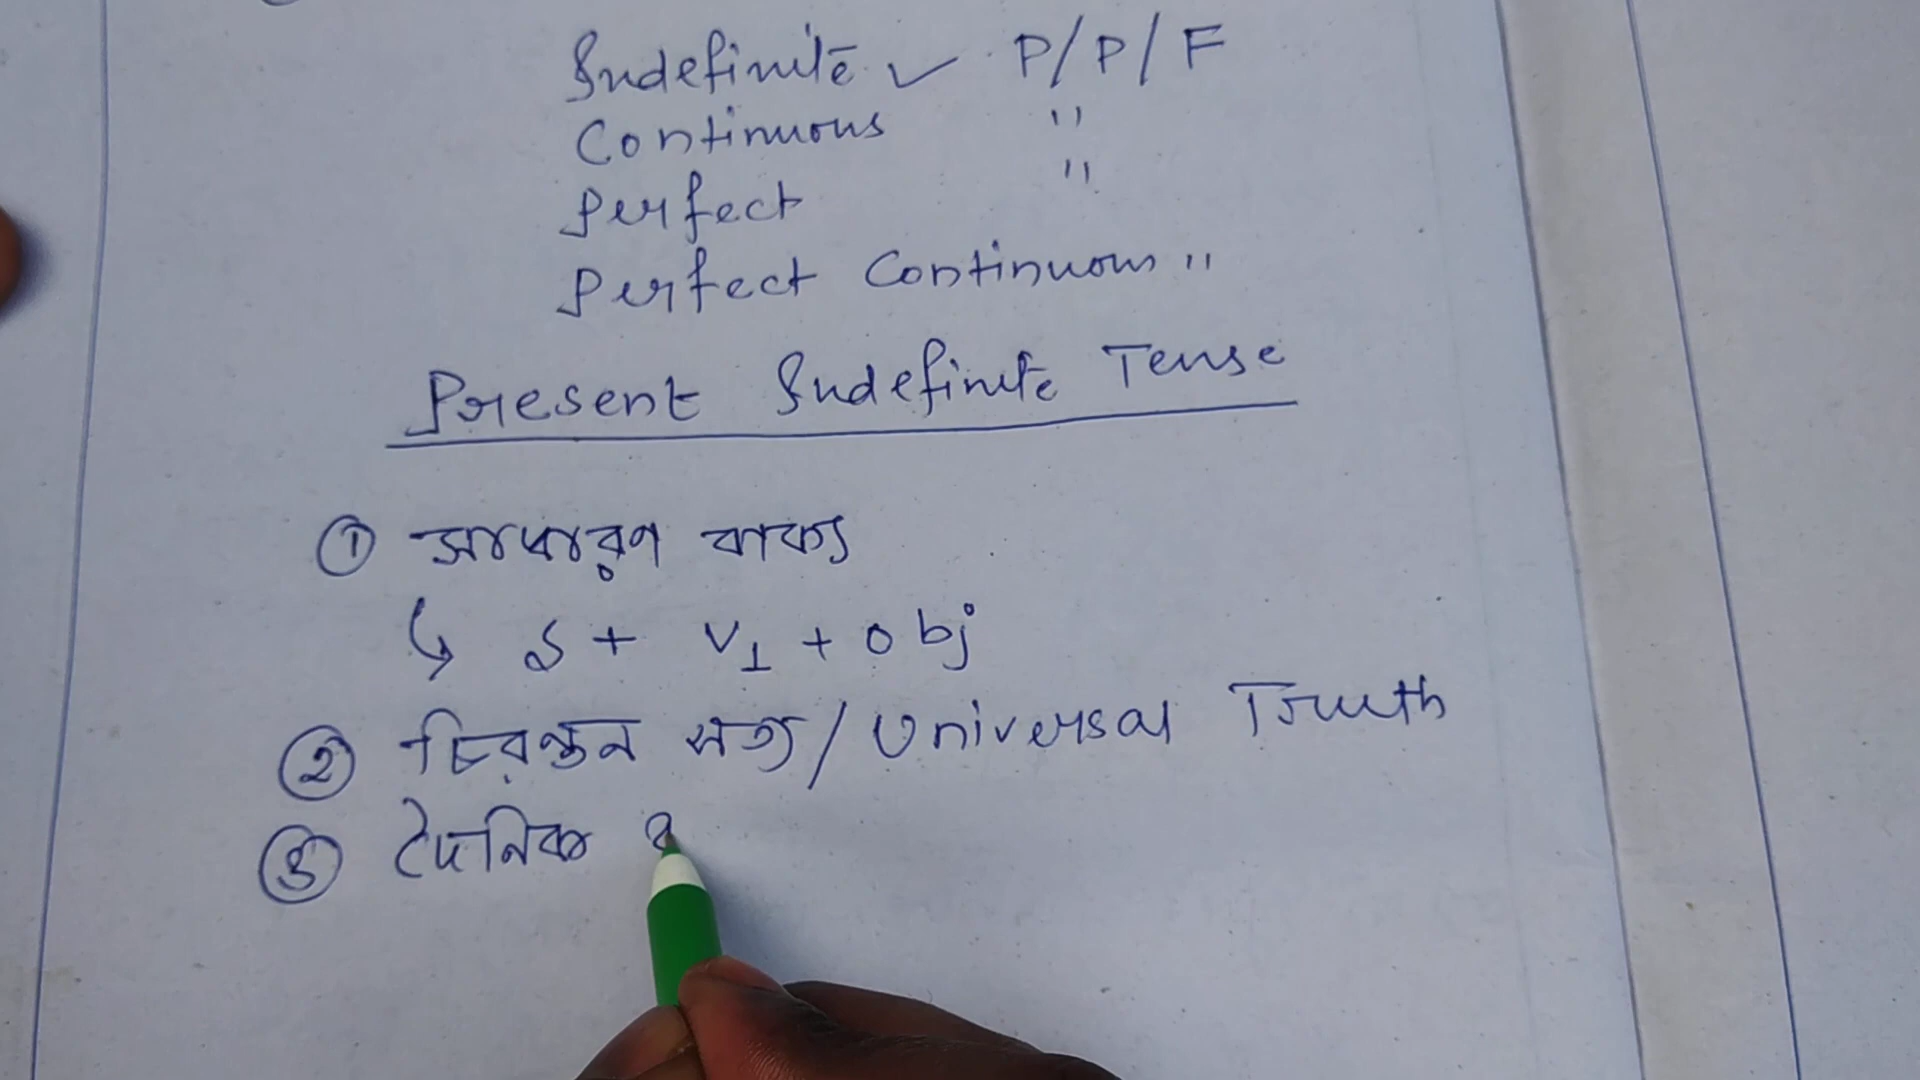 Indefinite ✓ P/P/F
Continuous "
Perfect "
Perfect Continuous "
Present Indefinite Tense
① সাধারণ বাক্য
↳ S + V1 + obj
② চিরন্তন সত্য / Universal Truth
③ দৈনিক